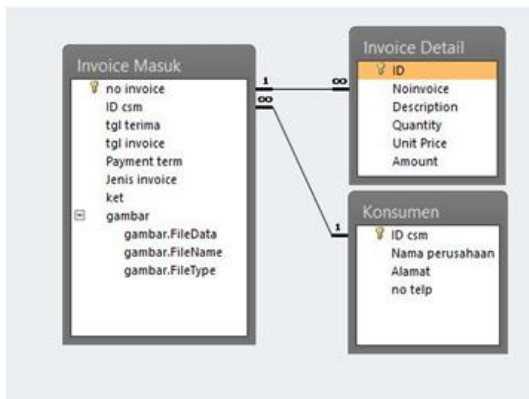 Invoice Masuk
no invoice
ID csm
tgl terima
tgl invoice
Payment term
Jenis invoice
ket
gambar
gambar.FileData
gambar.FileName
gambar.FileType
1
∞
∞
1
Invoice Detail
ID
Noinvoice
Description
Quantity
Unit Price
Amount
Konsumen
ID csm
Nama perusahaan
Alamat
no telp